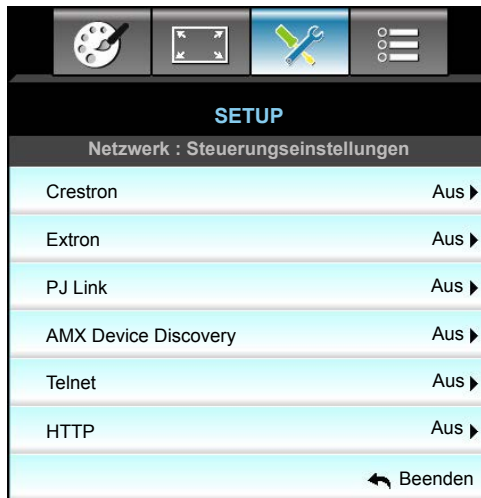 SETUP
Netzwerk : Steuerungseinstellungen
Crestron Aus
Extron Aus
PJ Link Aus
AMX Device Discovery Aus
Telnet Aus
HTTP Aus
Beenden